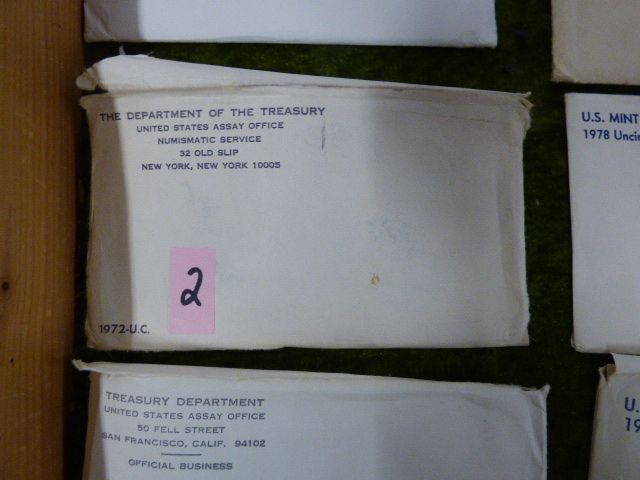 THE DEPARTMENT OF THE TREASURY
UNITED STATES ASSAY OFFICE
NUMISMATIC SERVICE
32 OLD SLIP
NEW YORK, NEW YORK 10005
2
1972-U.C.
U.S. MINT
1978 Uncir
TREASURY DEPARTMENT
UNITED STATES ASSAY OFFICE
50 FELL STREET
SAN FRANCISCO, CALIF. 94102
OFFICIAL BUSINESS
U.
19